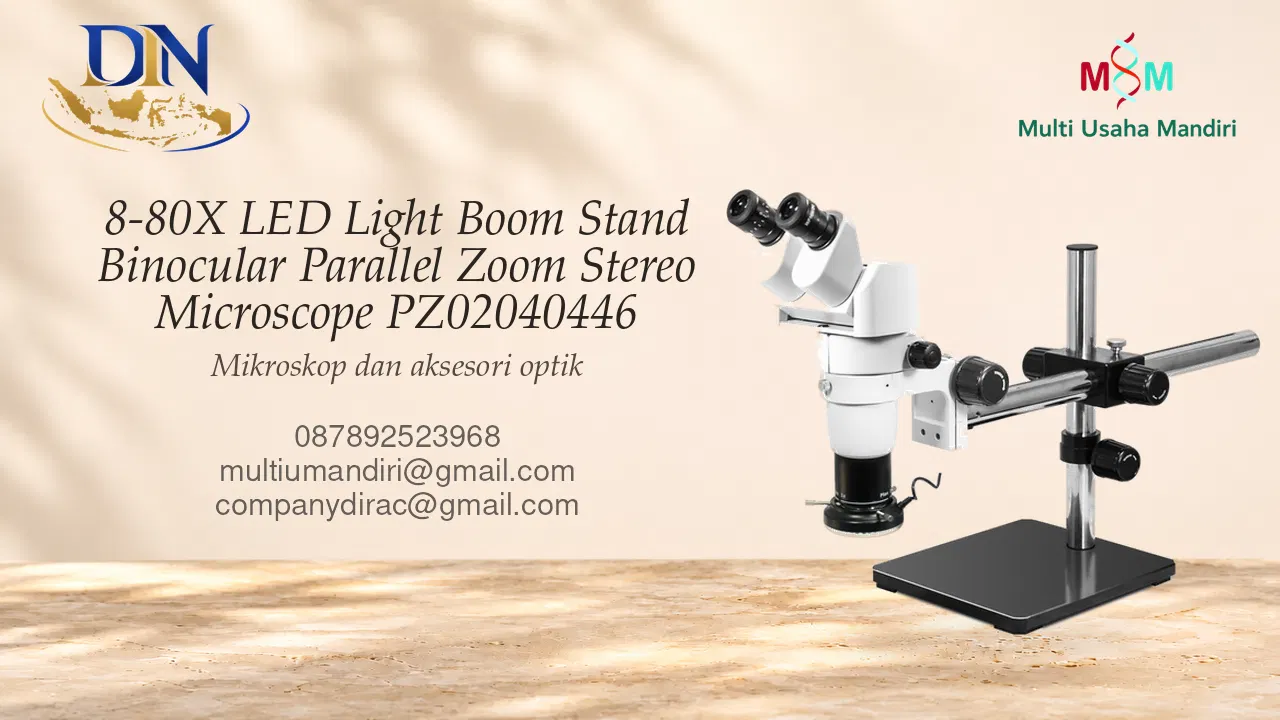 DIN
M M
Multi Usaha Mandiri
8-80X LED Light Boom Stand
Binocular Parallel Zoom Stereo
Microscope PZ02040446
Mikroskop dan aksesori optik
087892523968
multiumandiri@gmail.com
companydirac@gmail.com